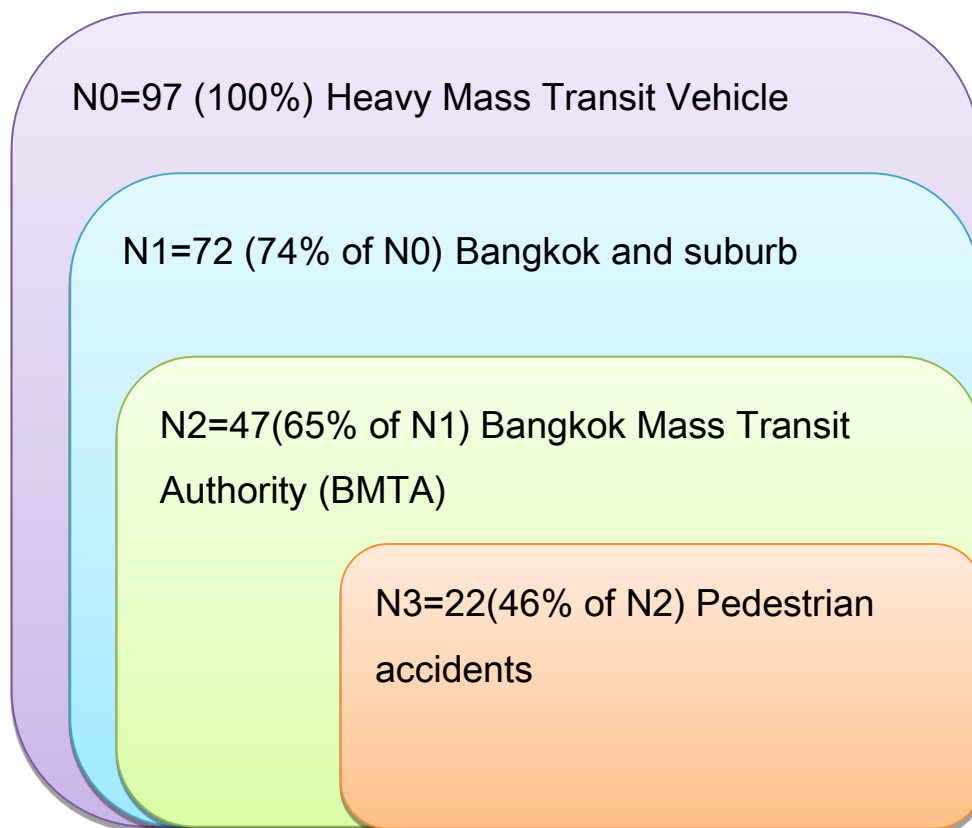 N0=97 (100%) Heavy Mass Transit Vehicle
N1=72 (74% of N0) Bangkok and suburb
N2=47(65% of N1) Bangkok Mass Transit
Authority (BMTA)
N3=22(46% of N2) Pedestrian
accidents